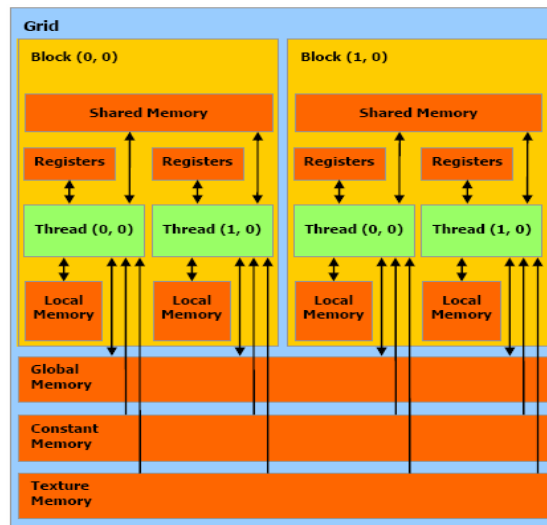 Grid
Block (0, 0)
Block (1, 0)
Shared Memory
Shared Memory
Registers
Registers
Registers
Registers
Thread (0, 0)
Thread (1, 0)
Thread (0, 0)
Thread (1, 0)
Local
Memory
Local
Memory
Local
Memory
Local
Memory
Global
Memory
Constant
Memory
Texture
Memory